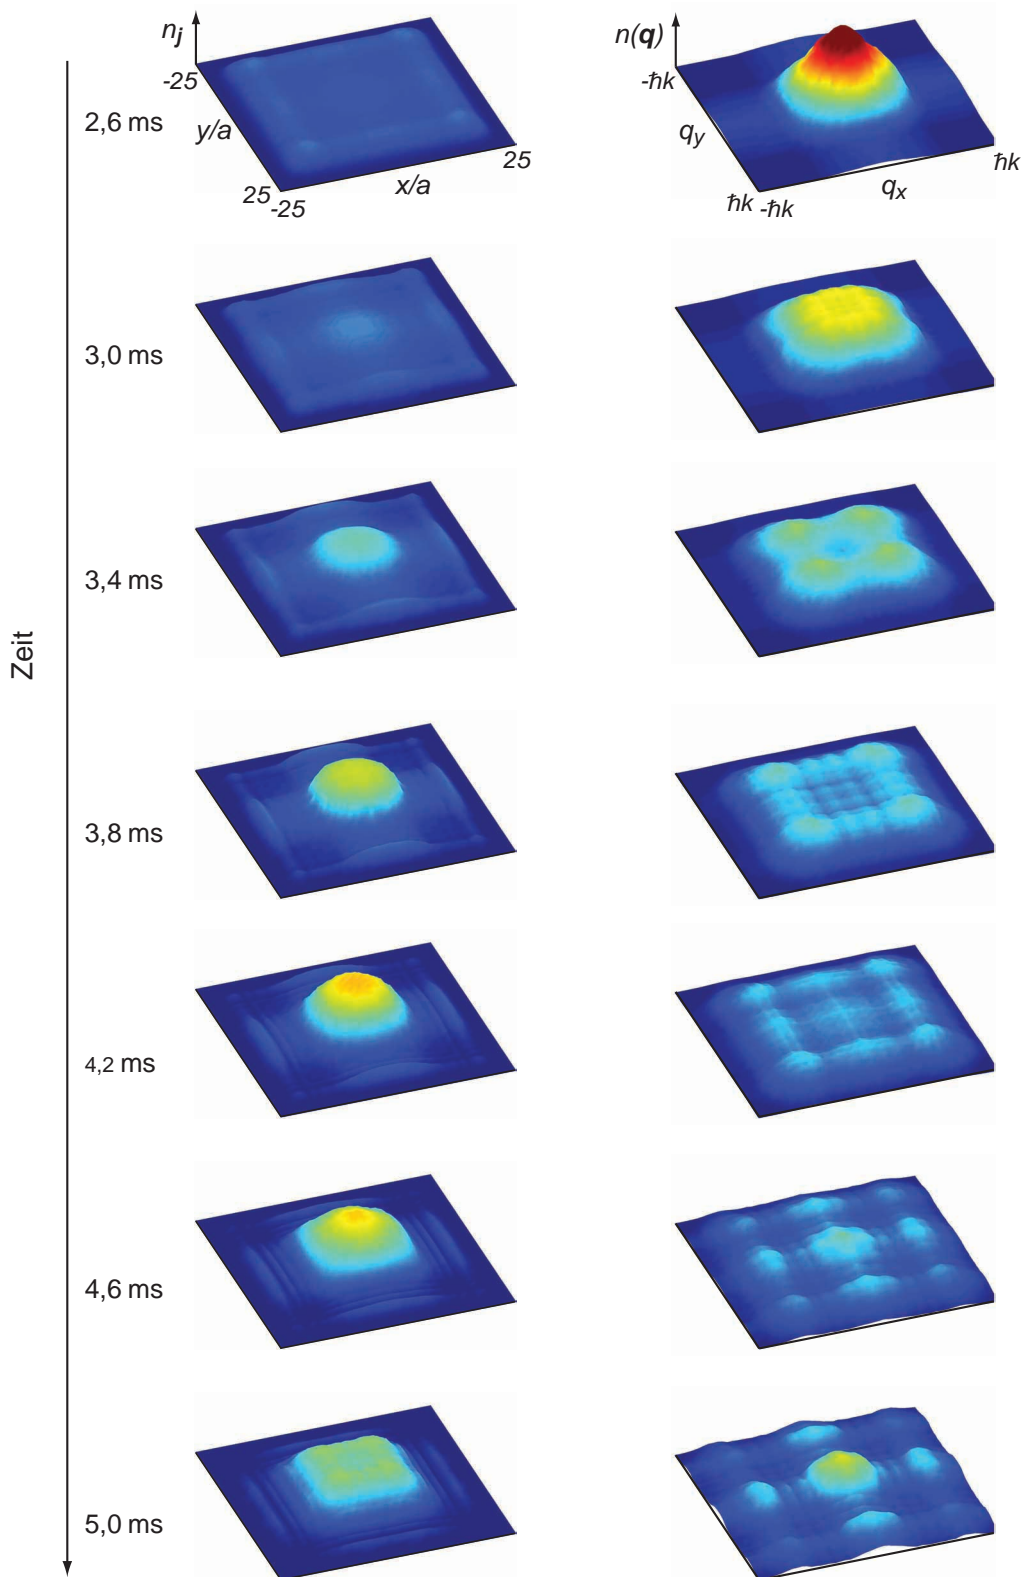 n_j
n(q)
-25
-ħk
2,6 ms
y/a
q_y
25
ħk
x/a
q_x
25
-25
ħk
-ħk
3,0 ms
3,4 ms
Zeit
3,8 ms
4,2 ms
4,6 ms
5,0 ms